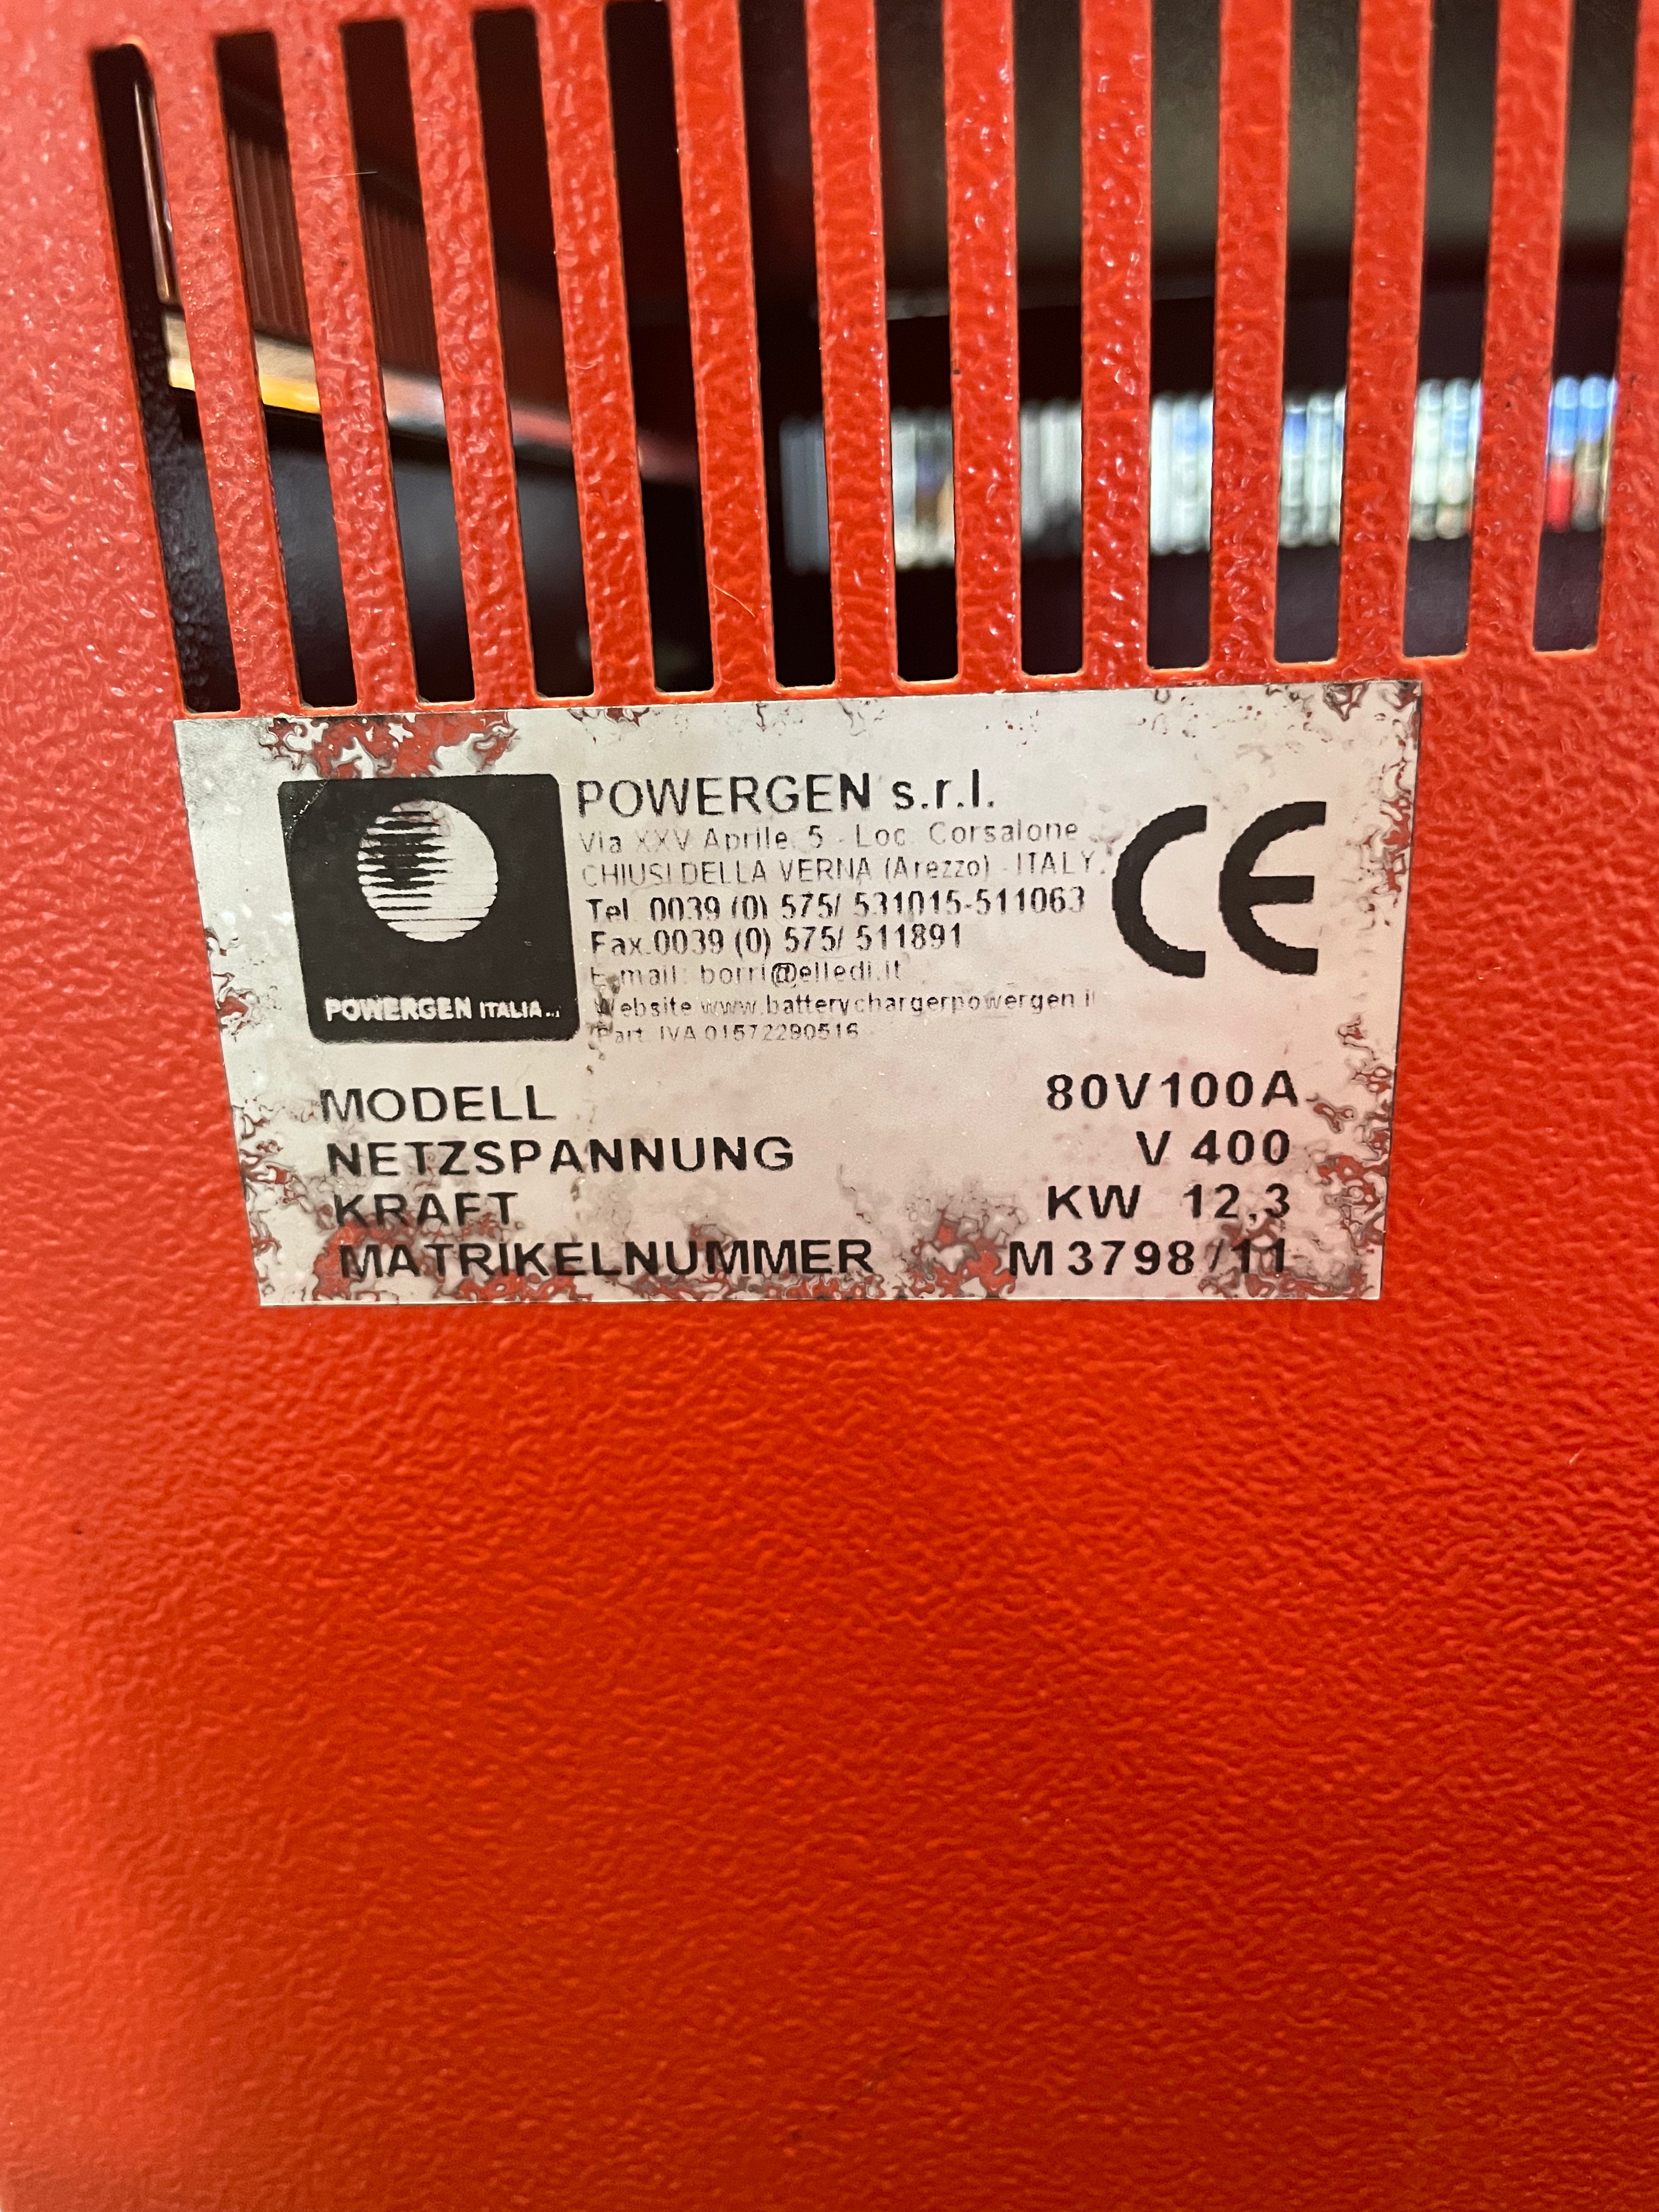 POWERGEN s.r.l.
Via XXV Aprile, 5 - Loc. Corsalone
CHIUSI DELLA VERNA (Arezzo) - ITALY
Tel. 0039 (0) 575/ 531015-511063
Fax.0039 (0) 575/ 511891
E-mail: borri@elledi.it
Website www.batterychargerpowergen.it
Part. IVA 01572290516
CE
POWERGEN ITALIA s.r.l.
MODELL 80V100A
NETZSPANNUNG V 400
KRAFT KW 12,3
MATRIKELNUMMER M3798/11